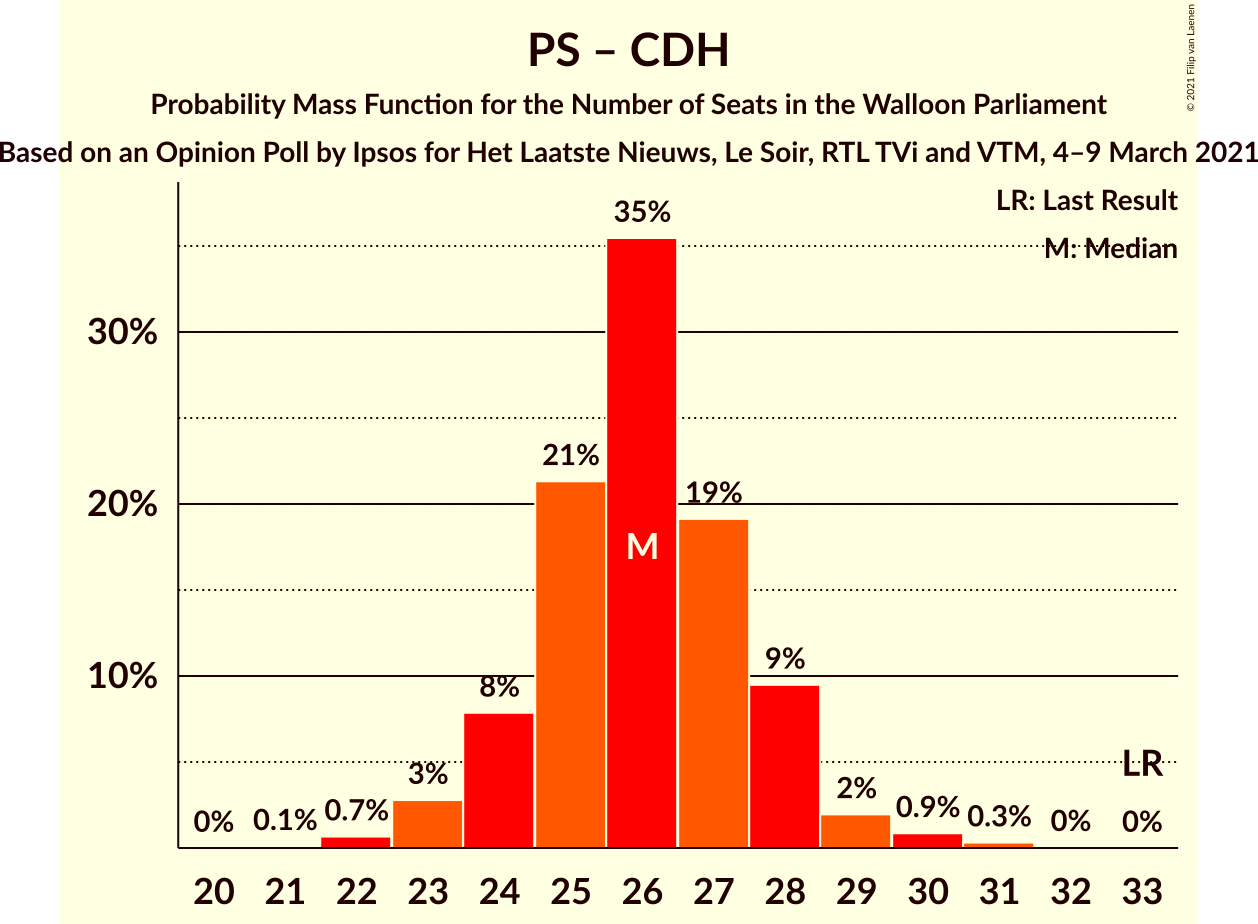 PS – CDH
Probability Mass Function for the Number of Seats in the Walloon Parliament
Based on an Opinion Poll by Ipsos for Het Laatste Nieuws, Le Soir, RTL TVi and VTM, 4–9 March 2021
© 2021 Filip van Laenen
LR: Last Result
M: Median
35%
30%
21%
20%
19%
M
10%
9%
8%
LR
3%
2%
0%
0.1%
0.7%
0.9%
0.3%
0%
0%
20 21 22 23 24 25 26 27 28 29 30 31 32 33